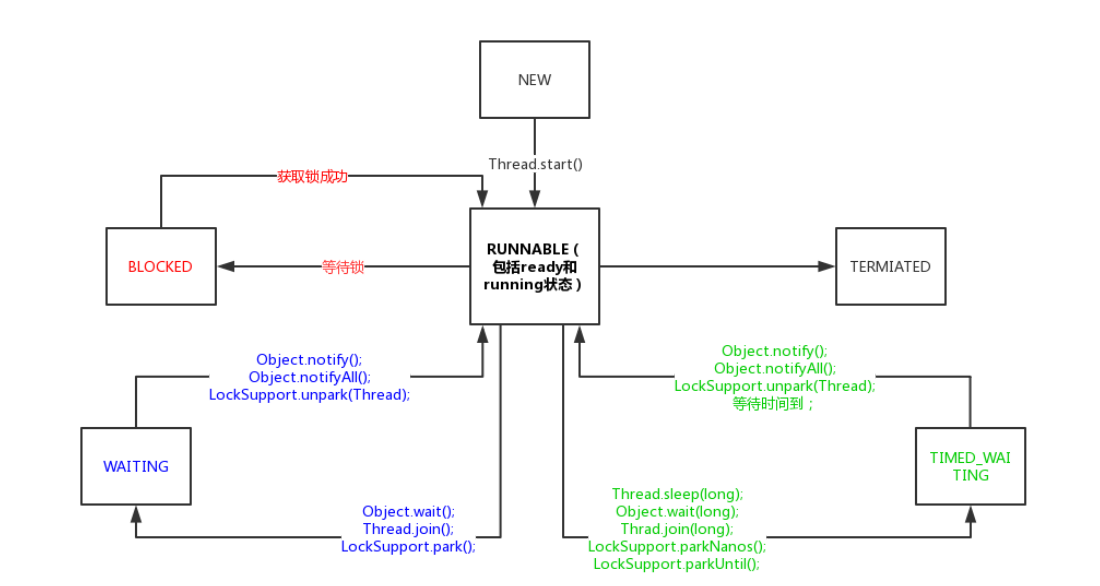 NEW
Thread.start()
获取锁成功
BLOCKED
等待锁
RUNNABLE（
包括ready和
running状态）
TERMIATED
Object.notify();
Object.notifyAll();
LockSupport.unpark(Thread);
Object.notify();
Object.notifyAll();
LockSupport.unpark(Thread);
等待时间到；
WAITING
TIMED_WAI
TING
Object.wait();
Thread.join();
LockSupport.park();
Thread.sleep(long);
Object.wait(long);
Thrad.join(long);
LockSupport.parkNanos();
LockSupport.parkUntil();